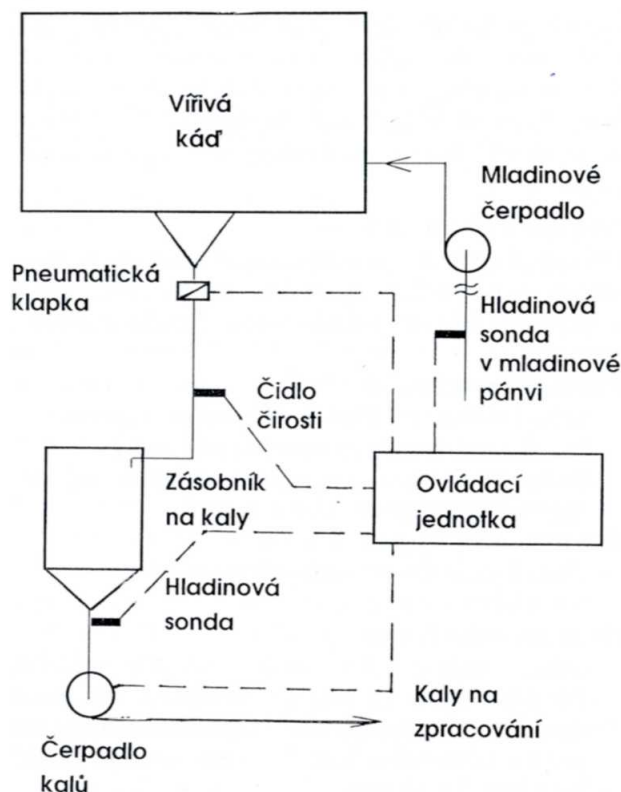 Vířivá
káď
Mladinové
čerpadlo
Pneumatická
klapka
Hladinová
sonda
v mladinové
pánvi
Čidlo
čirosti
Zásobník
na kaly
Ovládací
jednotka
Hladinová
sonda
Kaly na
zpracování
Čerpadlo
kalů